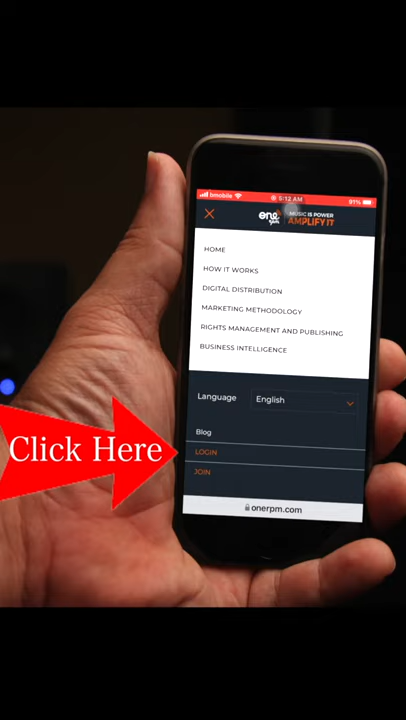 bmobile
5:12 AM
91%
one
rpm
MUSIC IS POWER
AMPLIFY IT
HOME
HOW IT WORKS
DIGITAL DISTRIBUTION
MARKETING METHODOLOGY
RIGHTS MANAGEMENT AND PUBLISHING
BUSINESS INTELLIGENCE
Language
English
Blog
LOGIN
JOIN
onerpm.com
Click Here